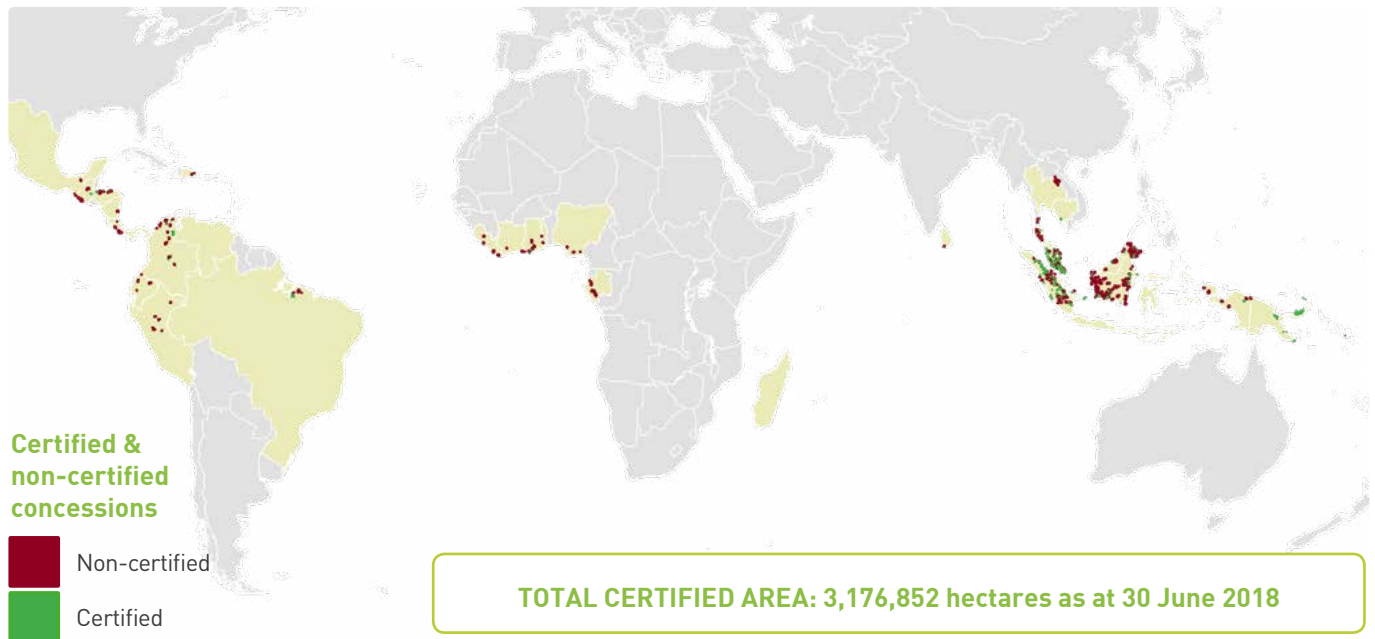 Certified &
non-certified
concessions
Non-certified
Certified
TOTAL CERTIFIED AREA: 3,176,852 hectares as at 30 June 2018